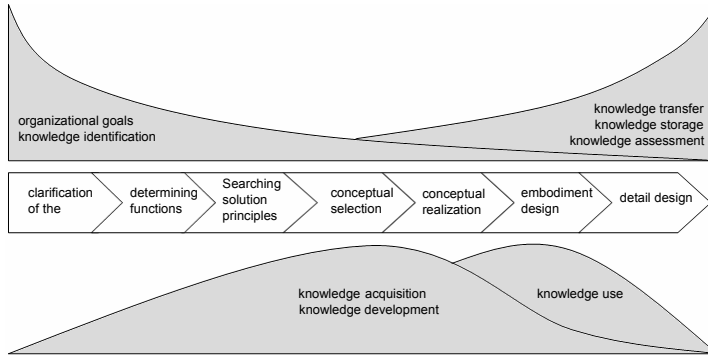 organizational goals
knowledge identification
knowledge transfer
knowledge storage
knowledge assessment
clarification
of the
determining
functions
Searching
solution
principles
conceptual
selection
conceptual
realization
embodiment
design
detail design
knowledge acquisition
knowledge development
knowledge use